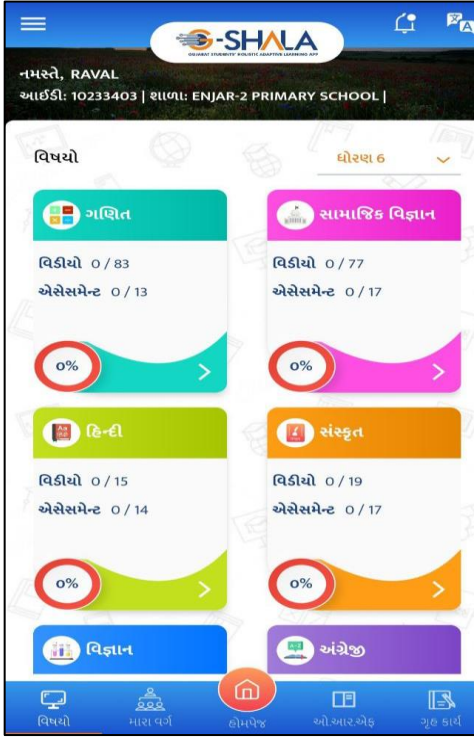 G-SHALA
GUJARAT STUDENTS' HOLISTIC ADAPTIVE LEARNING APP
નમસ્તે, RAVAL
આઈડી: 10233403 | શાળા: ENJAR-2 PRIMARY SCHOOL |
વિષયો
ધોરણ 6
ગણિત
વિડીયો 0 / 83
એસેસમેન્ટ 0 / 13
0%
સામાજિક વિજ્ઞાન
વિડીયો 0 / 77
એસેસમેન્ટ 0 / 17
0%
હિન્દી
વિડીયો 0 / 15
એસેસમેન્ટ 0 / 14
0%
સંસ્કૃત
વિડીયો 0 / 19
એસેસમેન્ટ 0 / 17
0%
વિજ્ઞાન
અંગ્રેજી
વિષયો
મારા વર્ગ
હોમપેજ
ઓ.આર.એફ
ગૃહ કાર્ય